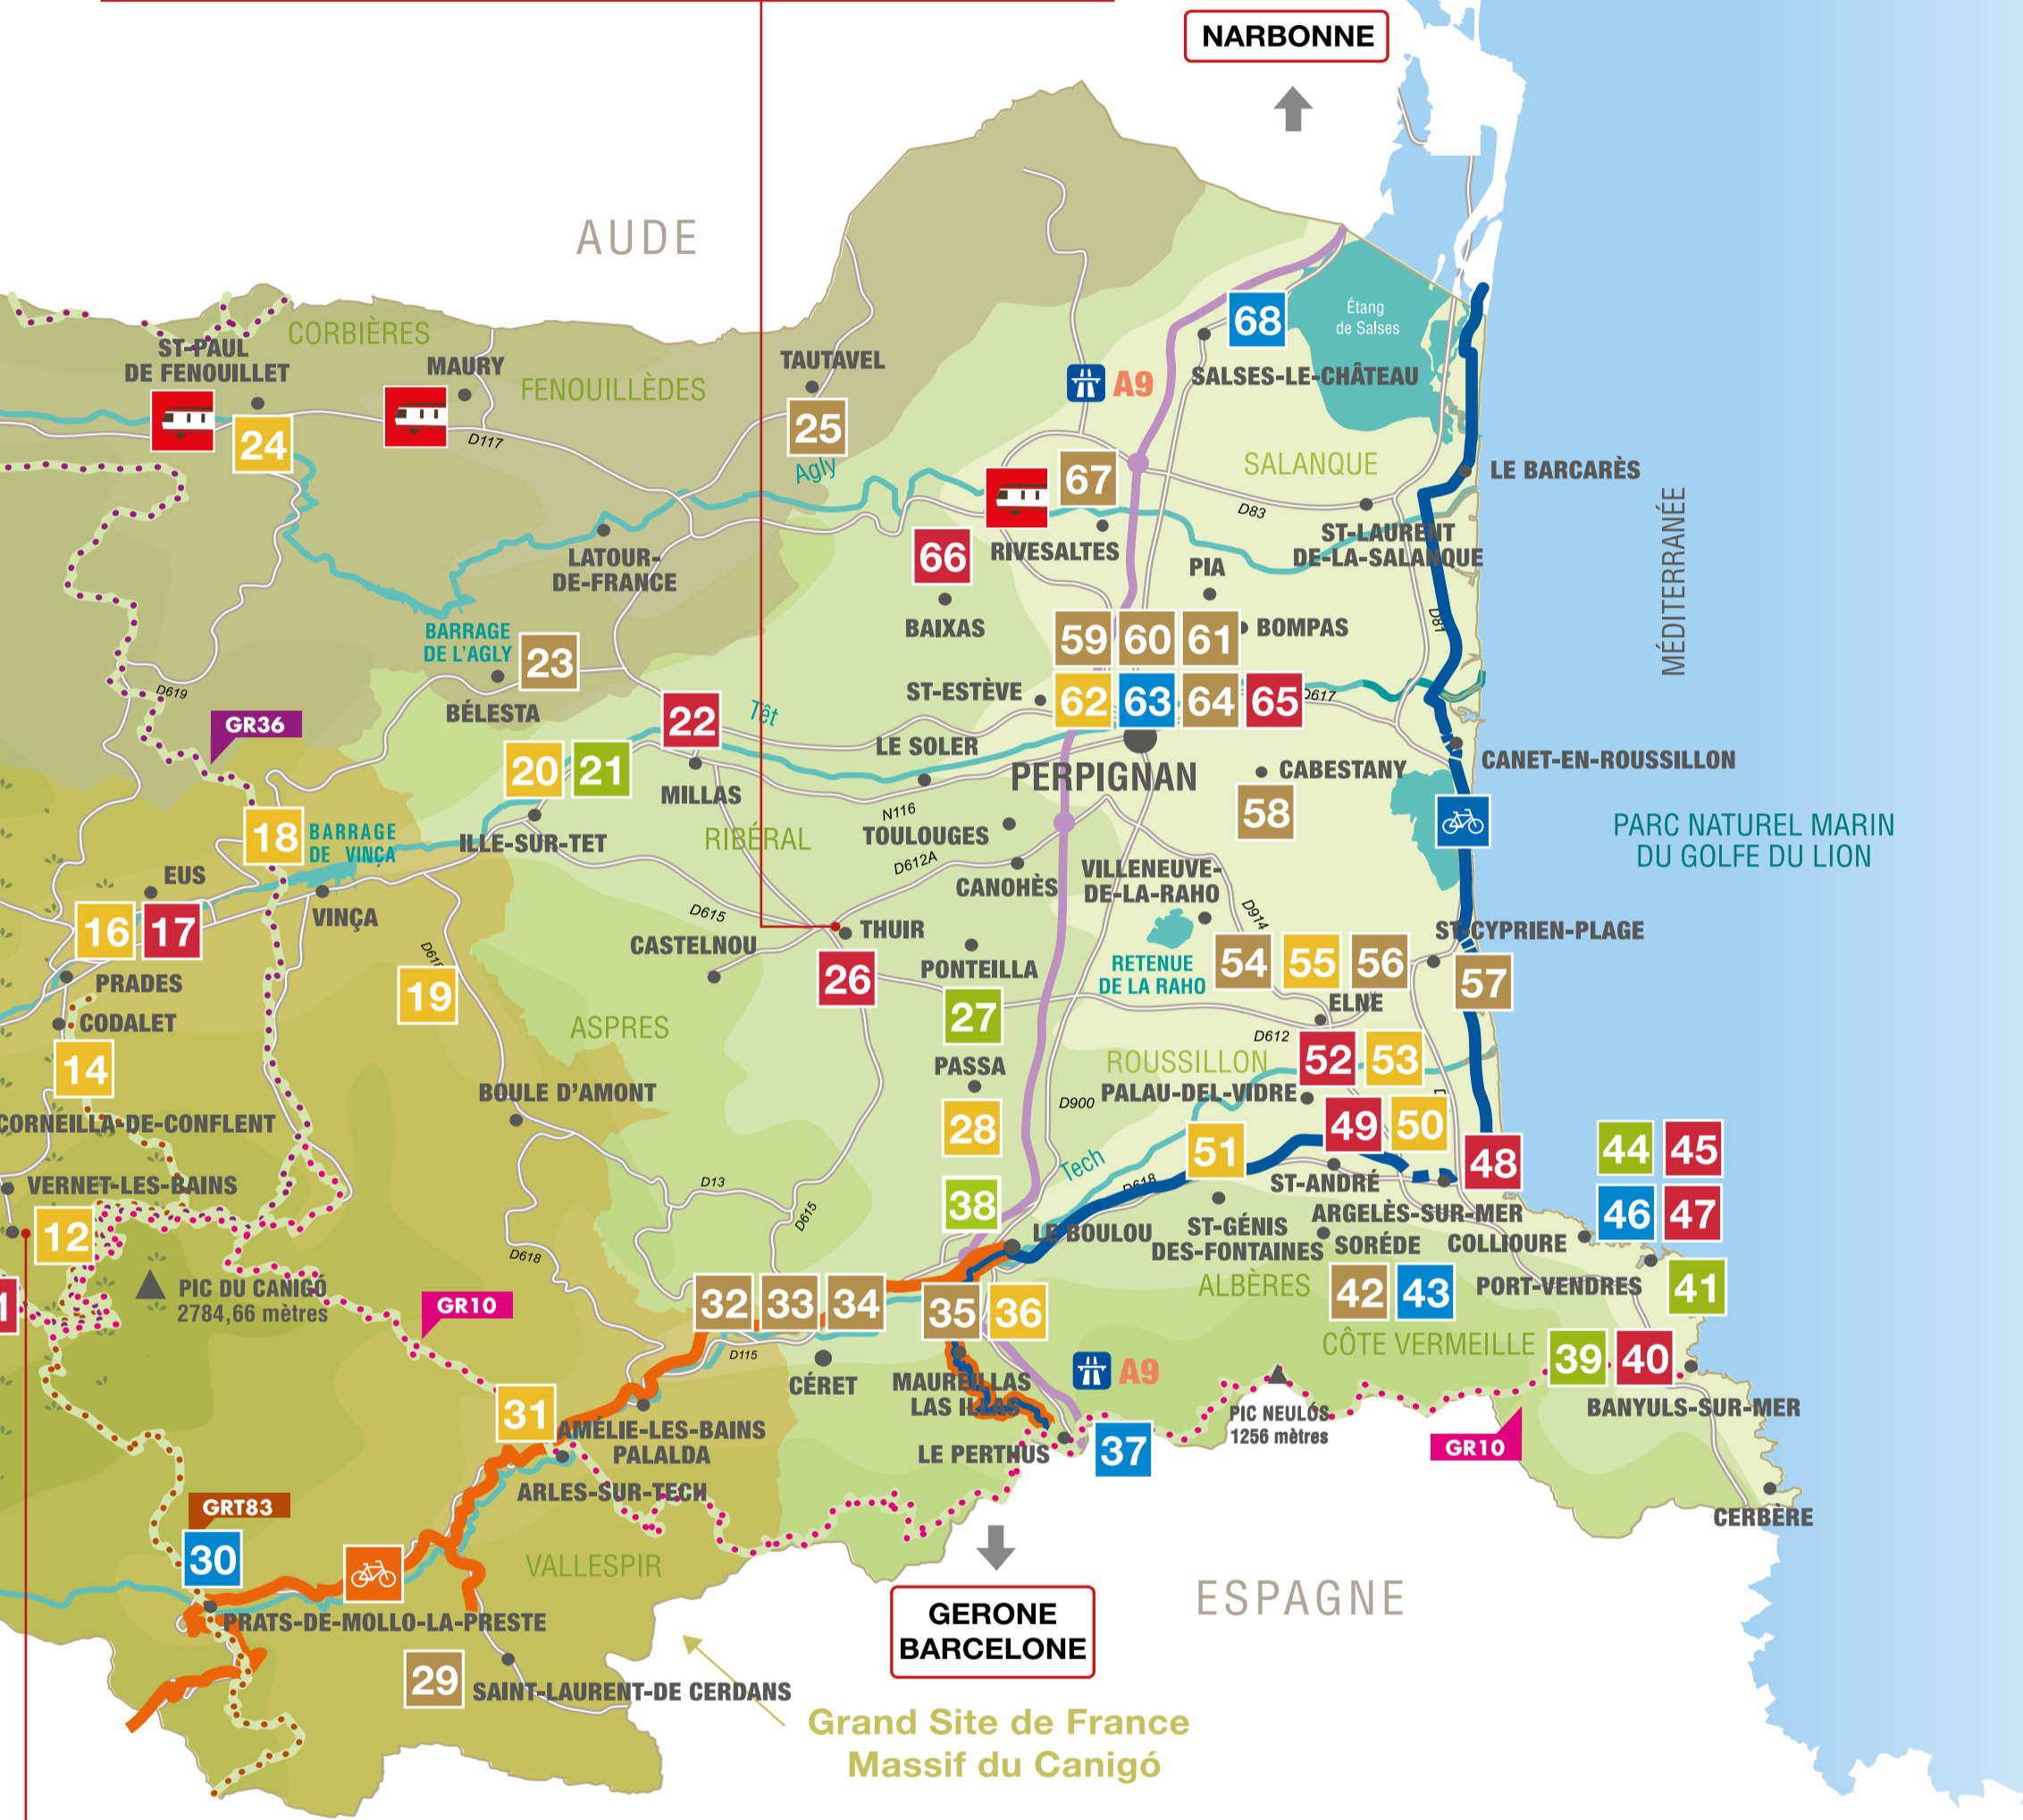 NARBONNE
AUDE
CORBIÈRES
ST-PAUL
DE FENOUILLET
MAURY
FENOUILLÈDES
TAUTAVEL
68
Étang
de Salses
SALSES-LE-CHÂTEAU
A9
24
D117
25
Agly
67
SALANQUE
LE BARCARÈS
D83
ST-LAURENT
DE-LA-SALANQUE
MÉDITERRANÉE
LATOUR-
DE-FRANCE
66
RIVESALTES
PIA
BAIXAS
D81
BARRAGE
DE L'AGLY
23
59
60
61
BOMPAS
D619
BÉLESTA
ST-ESTÈVE
62
63
64
65
D617
GR36
22
Têt
LE SOLER
20
21
MILLAS
PERPIGNAN
CABESTANY
CANET-EN-ROUSSILLON
18
BARRAGE
DE VINÇA
ILLE-SUR-TET
RIBÉRAL
N116
TOULOUGES
58
PARC NATUREL MARIN
DU GOLFE DU LION
EUS
D612A
CANOHÈS
VILLENEUVE-
DE-LA-RAHO
VINÇA
16
17
D615
CASTELNOU
THUIR
D914
ST-CYPRIEN-PLAGE
D618
PRADES
19
26
PONTEILLA
RETENUE
DE LA RAHO
54
55
56
57
CODALET
ASPRES
27
ELNE
D612
14
PASSA
ROUSSILLON
52
53
BOULE D'AMONT
D900
PALAU-DEL-VIDRE
CORNEILLA-DE-CONFLENT
28
49
50
51
Tech
48
44
45
VERNET-LES-BAINS
D13
D618
ST-ANDRÉ
12
38
D615
ARGELÈS-SUR-MER
46
47
LE BOULOU
ST-GÉNIS
DES-FONTAINES
SORÉDE
COLLIOURE
D618
PIC DU CANIGÓ
2784,66 mètres
ALBÈRES
42
43
PORT-VENDRES
41
1
GR10
32
33
34
35
36
D115
CÔTE VERMEILLE
39
40
CÉRET
MAUREILLAS
LAS ILLAS
A9
31
AMÉLIE-LES-BAINS
PALALDA
PIC NEULÓS
1256 mètres
BANYULS-SUR-MER
LE PERTHUS
37
GR10
ARLES-SUR-TECH
GRT83
CERBÈRE
30
VALLESPIR
ESPAGNE
PRATS-DE-MOLLO-LA-PRESTE
GERONE
BARCELONE
29
SAINT-LAURENT-DE CERDANS
Grand Site de France
Massif du Canigó